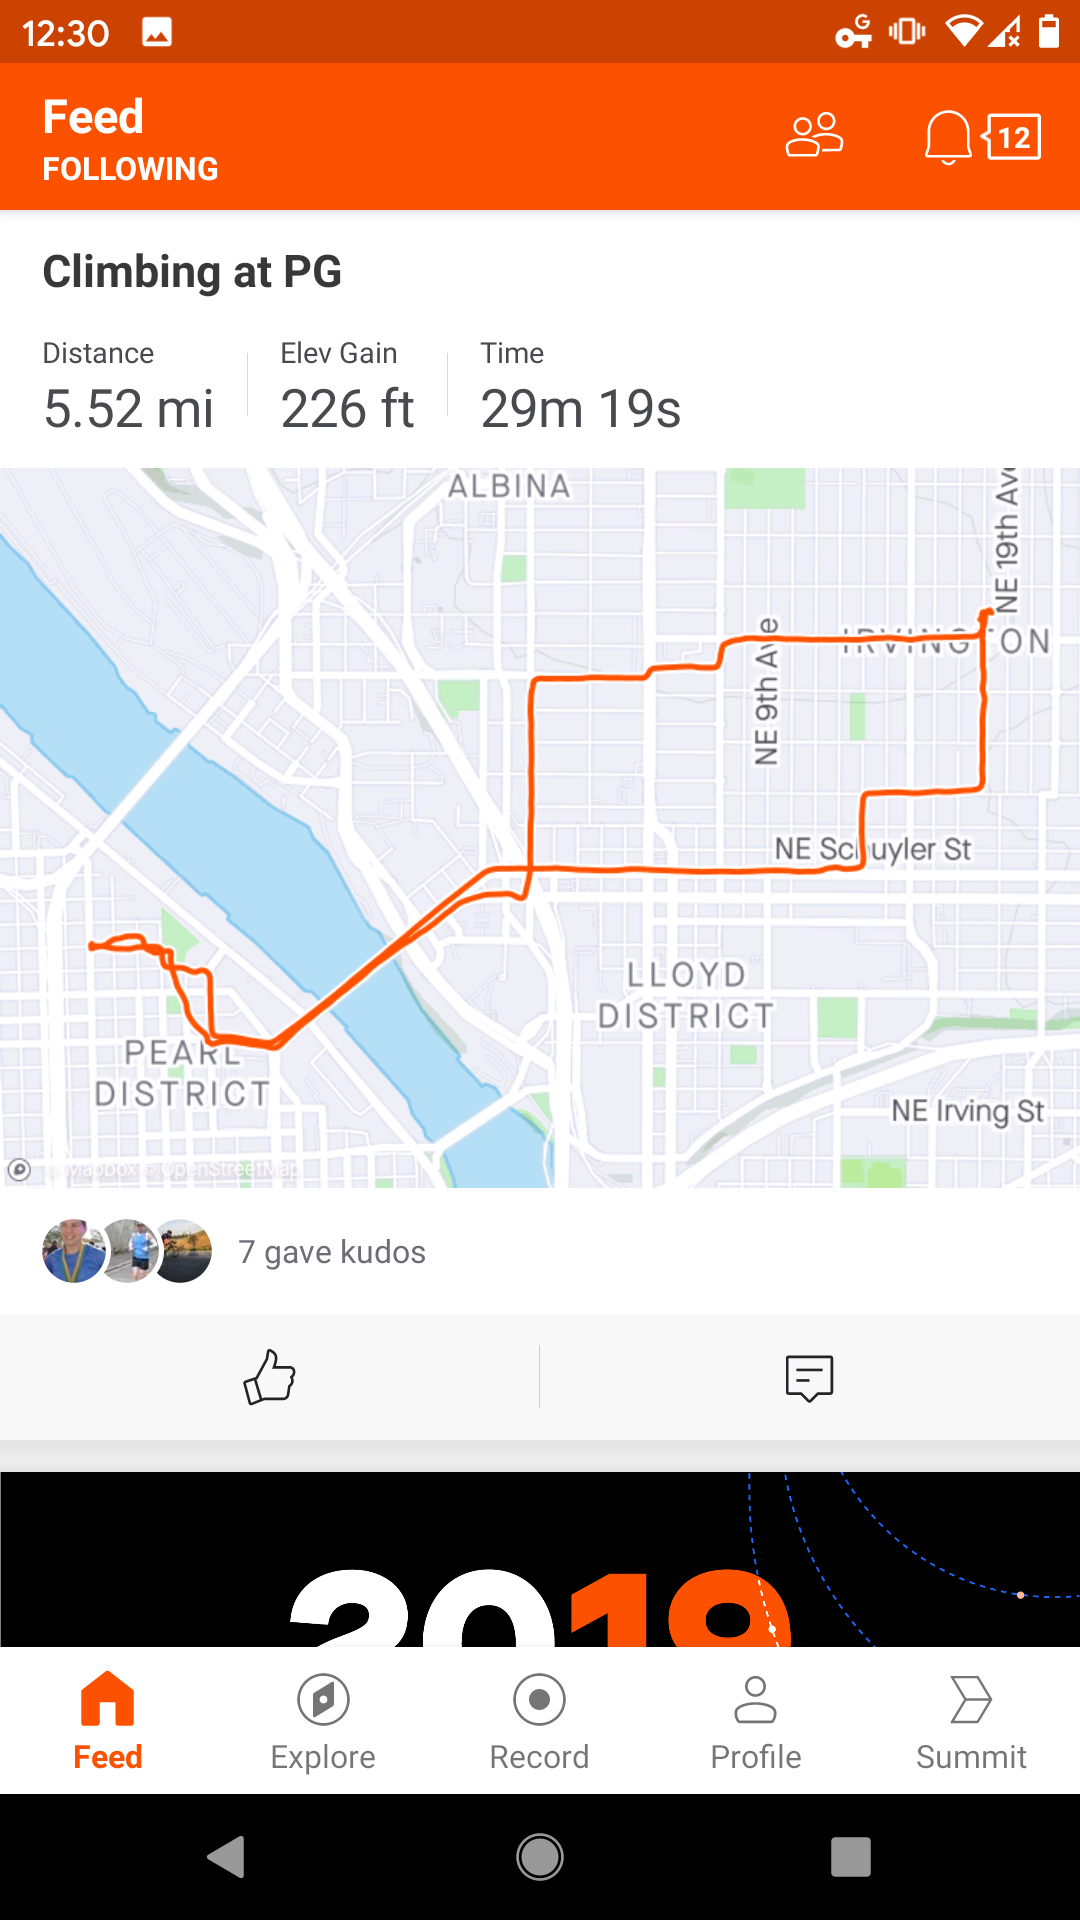 12:30
G
Feed
FOLLOWING
12
Climbing at PG
Distance
Elev Gain
Time
5.52 mi
226 ft
29m 19s
ALBINA
NE 19th Ave
IRVINGTON
NE 9th Ave
NE Schuyler St
LLOYD
DISTRICT
PEARL
DISTRICT
NE Irving St
© Mapbox © OpenStreetMap
7 gave kudos
2019
Feed
Explore
Record
Profile
Summit